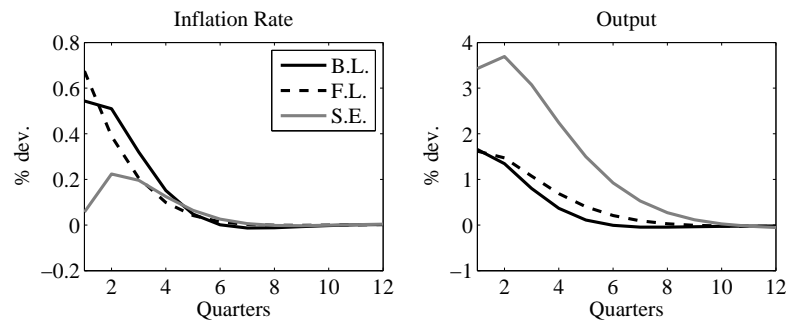 Inflation Rate
% dev.
0.8
0.6
0.4
0.2
0
−0.2
2 4 6 8 10 12
Quarters
B.L.
F.L.
S.E.
Output
% dev.
4
3
2
1
0
−1
2 4 6 8 10 12
Quarters